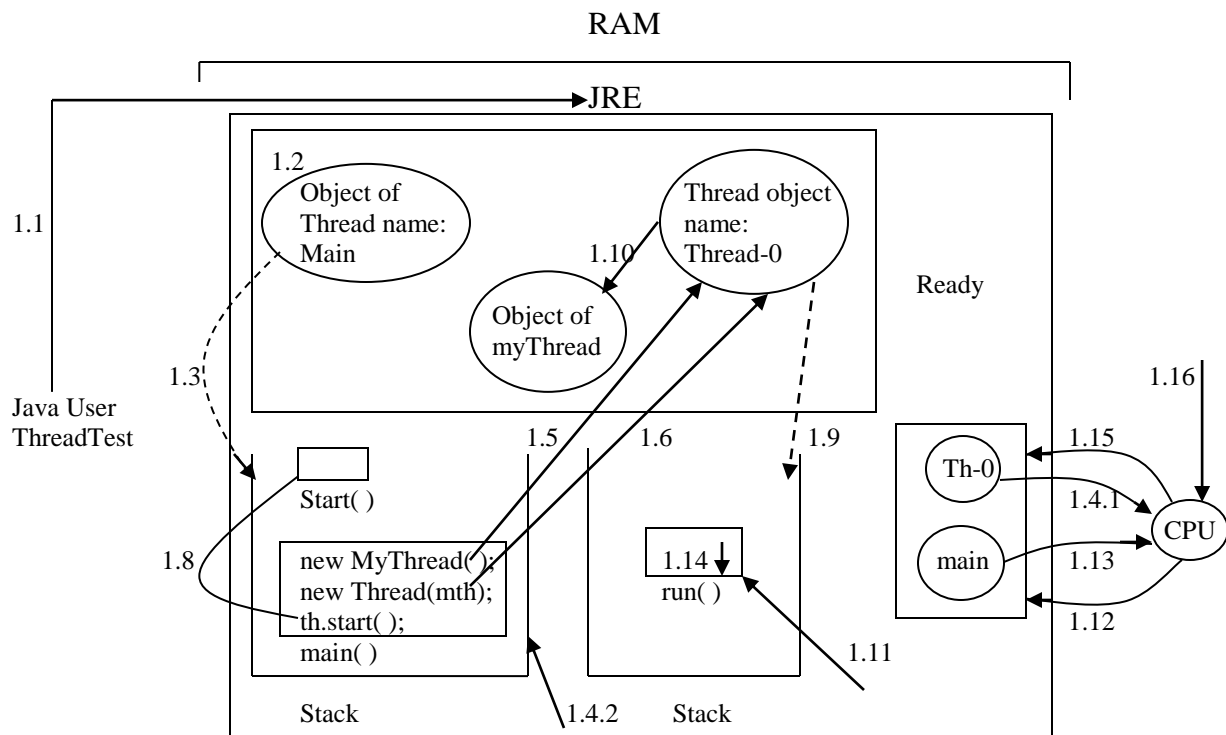 RAM
JRE
1.1
1.2
Object of
Thread name:
Main
Thread object
name:
Thread-0
1.10
Object of
myThread
Ready
1.3
Java User
ThreadTest
1.16
1.5
1.6
1.9
1.15
Th-0
1.4.1
CPU
Start( )
1.8
new MyThread( );
new Thread(mth);
th.start( );
main( )
1.14
run( )
main
1.13
1.12
1.11
Stack
1.4.2
Stack